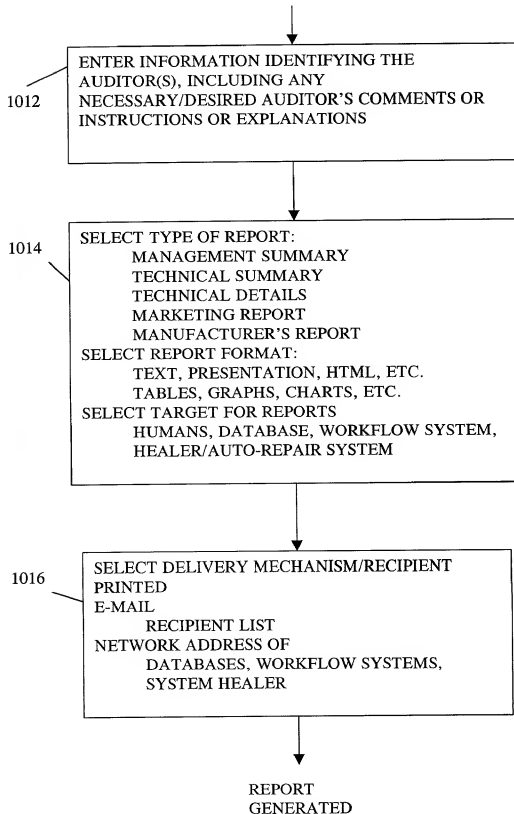 ENTER INFORMATION IDENTIFYING THE
AUDITOR(S), INCLUDING ANY
NECESSARY/DESIRED AUDITOR'S COMMENTS OR
INSTRUCTIONS OR EXPLANATIONS
1012
1014
SELECT TYPE OF REPORT:
MANAGEMENT SUMMARY
TECHNICAL SUMMARY
TECHNICAL DETAILS
MARKETING REPORT
MANUFACTURER'S REPORT
SELECT REPORT FORMAT:
TEXT, PRESENTATION, HTML, ETC.
TABLES, GRAPHS, CHARTS, ETC.
SELECT TARGET FOR REPORTS
HUMANS, DATABASE, WORKFLOW SYSTEM,
HEALER/AUTO-REPAIR SYSTEM
1016
SELECT DELIVERY MECHANISM/RECIPIENT
PRINTED
E-MAIL
RECIPIENT LIST
NETWORK ADDRESS OF
DATABASES, WORKFLOW SYSTEMS,
SYSTEM HEALER
REPORT
GENERATED